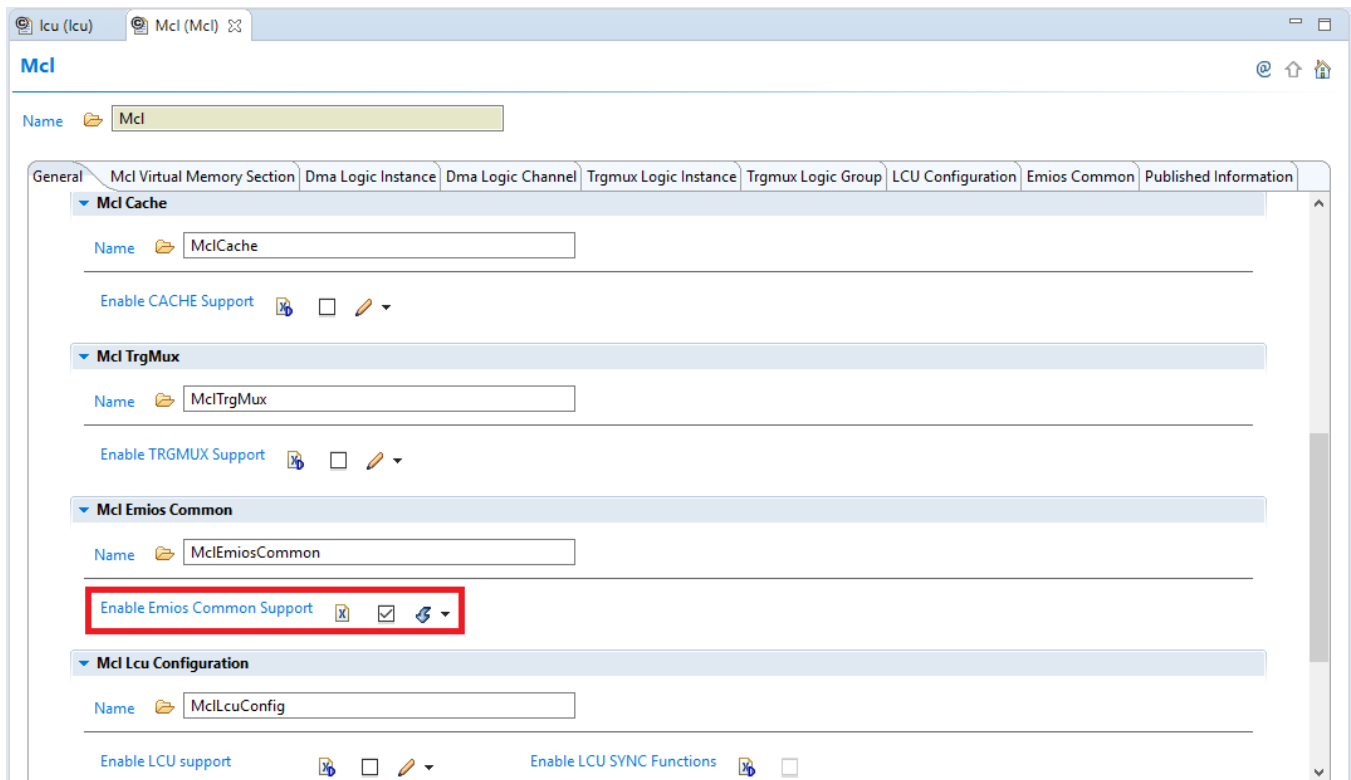 Icu (Icu) Mcl (Mcl)
Mcl
Name Mcl
General Mcl Virtual Memory Section Dma Logic Instance Dma Logic Channel Trgmux Logic Instance Trgmux Logic Group LCU Configuration Emios Common Published Information
Mcl Cache
Name MclCache
Enable CACHE Support
Mcl TrgMux
Name MclTrgMux
Enable TRGMUX Support
Mcl Emios Common
Name MclEmiosCommon
Enable Emios Common Support
Mcl Lcu Configuration
Name MclLcuConfig
Enable LCU support Enable LCU SYNC Functions